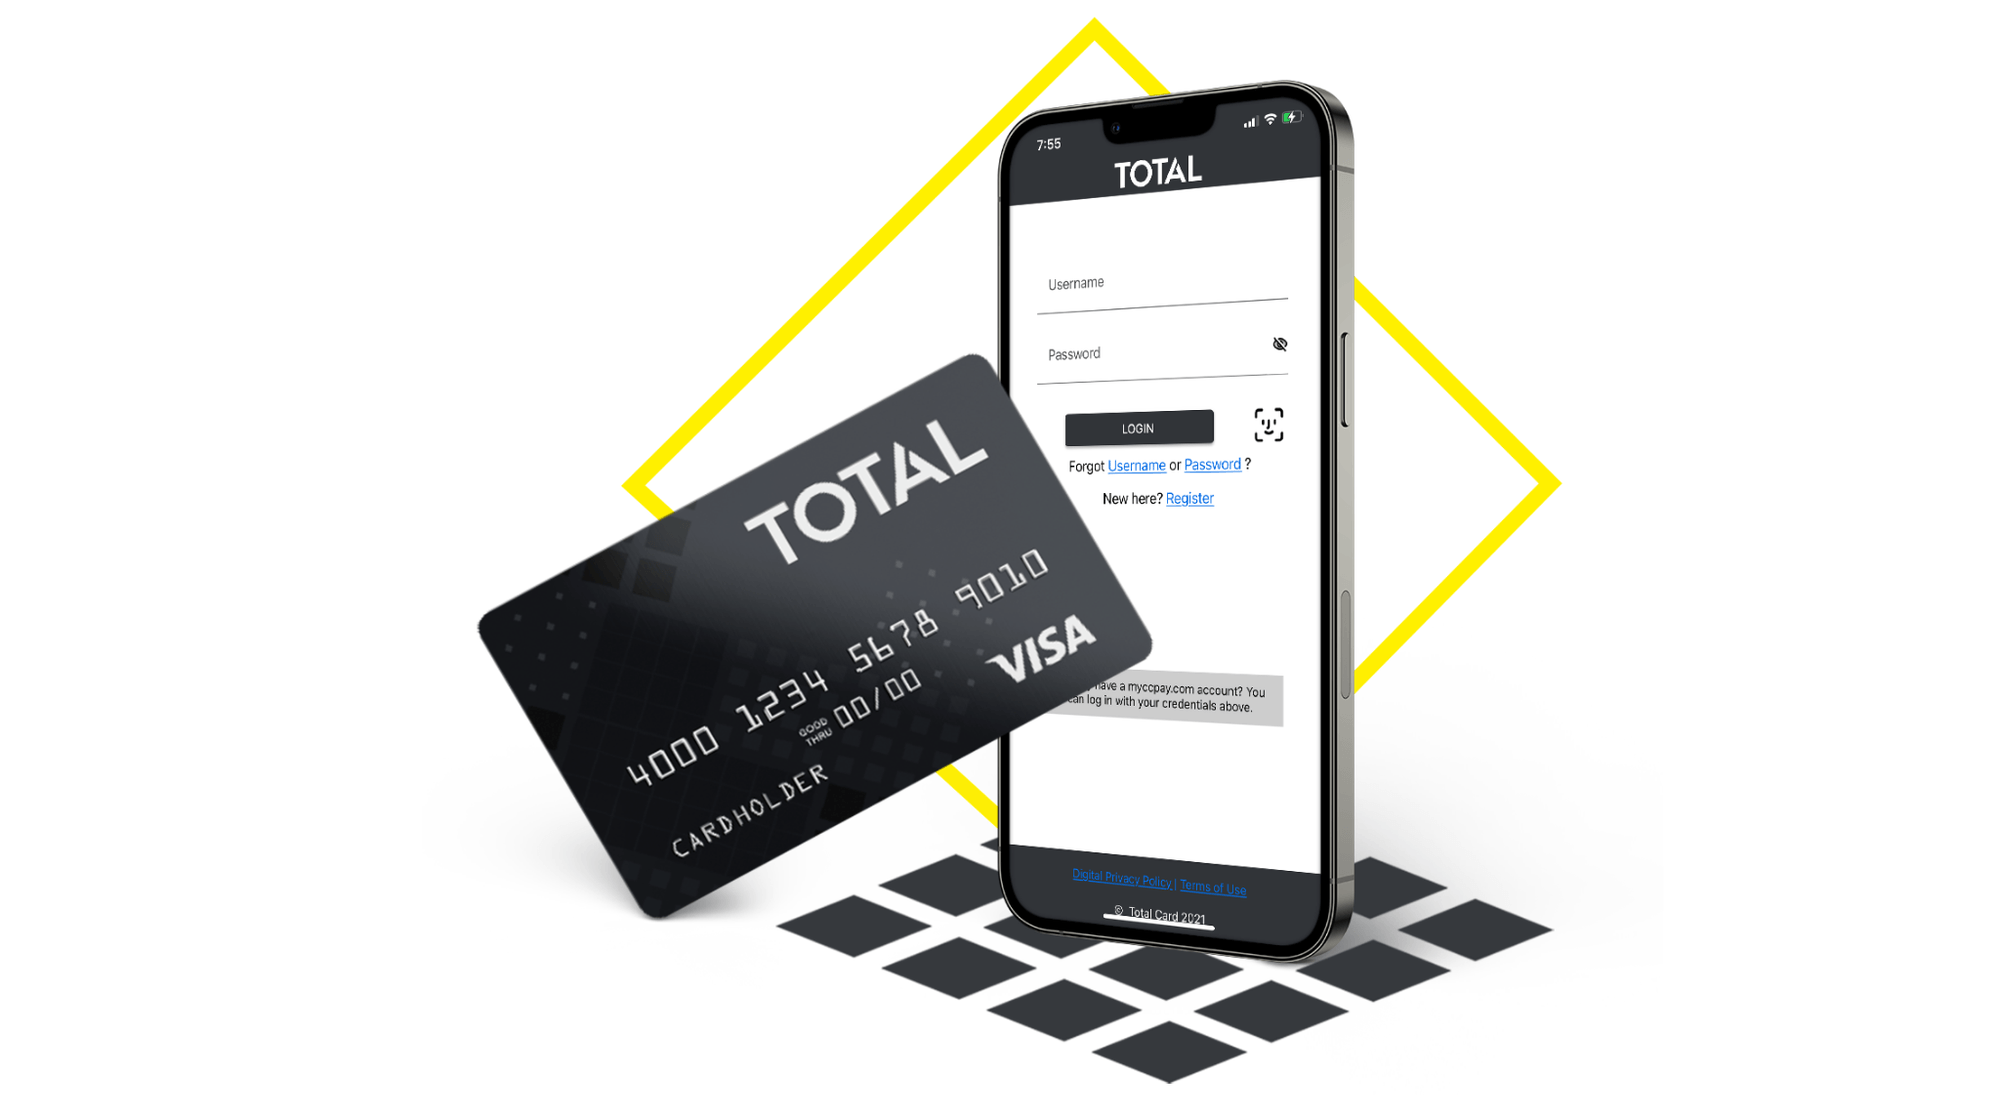 7:55
TOTAL
Username
Password
LOGIN
Forgot Username or Password ?
New here? Register
have a myccpay.com account? You
can log in with your credentials above.
Digital Privacy Policy | Terms of Use
© Total Card 2021
TOTAL
4000 1234 5678 9010
GOOD
THRU 00/00
VISA
CARDHOLDER